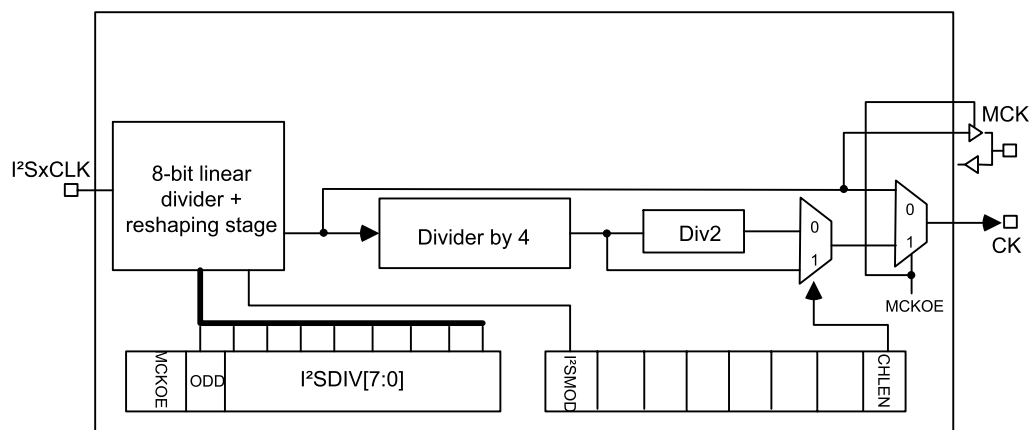 MCK
I²SxCLK
8-bit linear
divider +
reshaping stage
Divider by 4
Div2
0
1
0
1
CK
MCKOE
MCKOE
ODD
I²SDIV[7:0]
I²SMOD
CHLEN